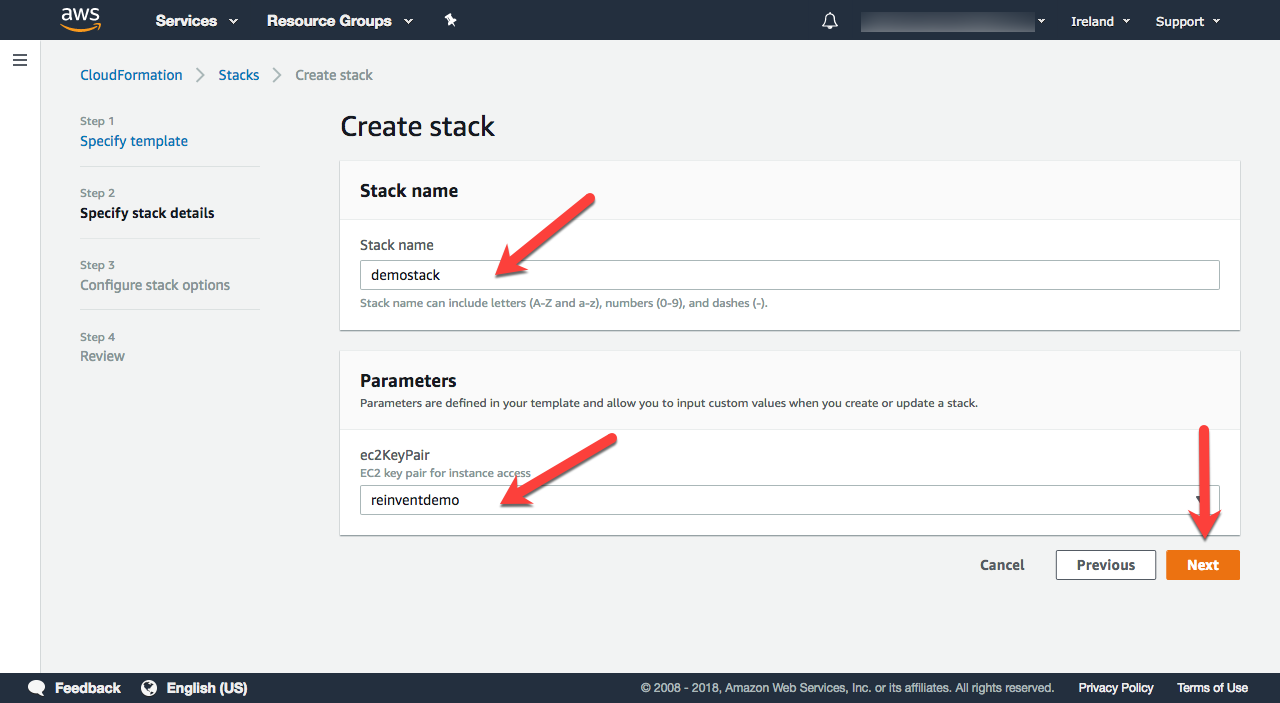 aws Services Resource Groups Ireland Support
CloudFormation Stacks Create stack
Step 1
Specify template
Step 2
Specify stack details
Step 3
Configure stack options
Step 4
Review
Create stack
Stack name
Stack name
demostack
Stack name can include letters (A-Z and a-z), numbers (0-9), and dashes (-).
Parameters
Parameters are defined in your template and allow you to input custom values when you create or update a stack.
ec2KeyPair
EC2 key pair for instance access
reinventdemo
Cancel Previous Next
Feedback English (US) © 2008 - 2018, Amazon Web Services, Inc. or its affiliates. All rights reserved. Privacy Policy Terms of Use